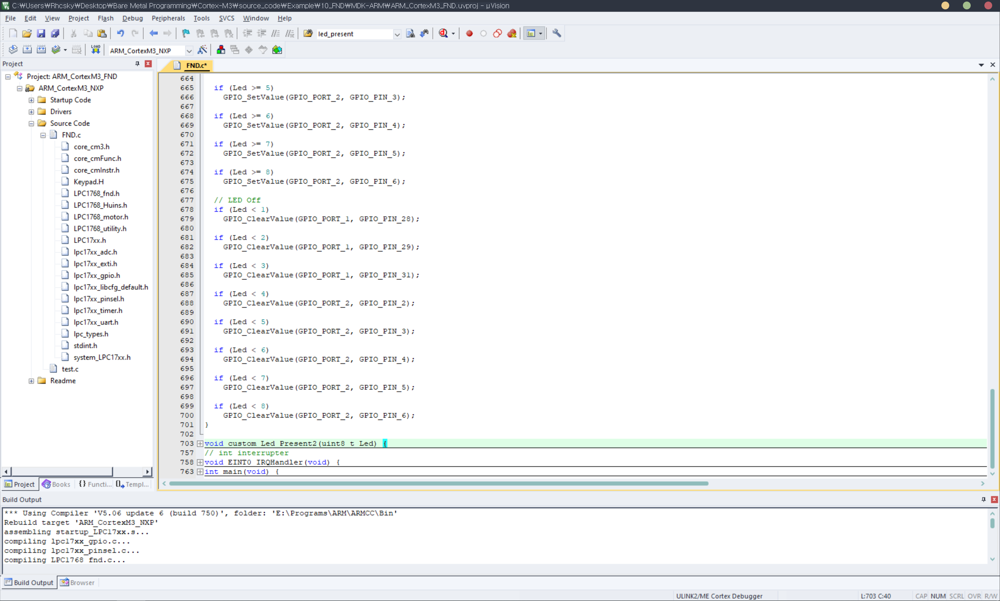 C:₩Users₩Rhcsky₩Desktop₩Bare Metal Programming₩Cortex-M3₩source_code₩Example₩10_FND₩MDK-ARM₩ARM_CortexM3_FND.uvproj - µVision
File Edit View Project Flash Debug Peripherals Tools SVCS Window Help
led_present
LOAD ARM_CortexM3_NXP
Project
Project: ARM_CortexM3_FND
ARM_CortexM3_NXP
Startup Code
Drivers
Source Code
FND.c
core_cm3.h
core_cmFunc.h
core_cmInstr.h
Keypad.H
LPC1768_fnd.h
LPC1768_Huins.h
LPC1768_motor.h
LPC1768_utility.h
LPC17xx.h
lpc17xx_adc.h
lpc17xx_exti.h
lpc17xx_gpio.h
lpc17xx_libcfg_default.h
lpc17xx_pinsel.h
lpc17xx_timer.h
lpc17xx_uart.h
lpc_types.h
stdint.h
system_LPC17xx.h
test.c
Readme
Project Books {} Functi... Templ...
FND.c*
664
665 if (Led >= 5)
666 GPIO_SetValue(GPIO_PORT_2, GPIO_PIN_3);
667
668 if (Led >= 6)
669 GPIO_SetValue(GPIO_PORT_2, GPIO_PIN_4);
670
671 if (Led >= 7)
672 GPIO_SetValue(GPIO_PORT_2, GPIO_PIN_5);
673
674 if (Led >= 8)
675 GPIO_SetValue(GPIO_PORT_2, GPIO_PIN_6);
676
677 // LED Off
678 if (Led < 1)
679 GPIO_ClearValue(GPIO_PORT_1, GPIO_PIN_28);
680
681 if (Led < 2)
682 GPIO_ClearValue(GPIO_PORT_1, GPIO_PIN_29);
683
684 if (Led < 3)
685 GPIO_ClearValue(GPIO_PORT_1, GPIO_PIN_31);
686
687 if (Led < 4)
688 GPIO_ClearValue(GPIO_PORT_2, GPIO_PIN_2);
689
690 if (Led < 5)
691 GPIO_ClearValue(GPIO_PORT_2, GPIO_PIN_3);
692
693 if (Led < 6)
694 GPIO_ClearValue(GPIO_PORT_2, GPIO_PIN_4);
695
696 if (Led < 7)
697 GPIO_ClearValue(GPIO_PORT_2, GPIO_PIN_5);
698
699 if (Led < 8)
700 GPIO_ClearValue(GPIO_PORT_2, GPIO_PIN_6);
701 }
702
703 void custom_Led_Present2(uint8_t Led) {
757 // int interrupter
758 void EINT0_IRQHandler(void) {
763 int main(void) {
Build Output
*** Using Compiler 'V5.06 update 6 (build 750)', folder: 'E:\Programs\ARM\ARMCC\Bin'
Rebuild target 'ARM_CortexM3_NXP'
assembling startup_LPC17xx.s...
compiling lpc17xx_gpio.c...
compiling lpc17xx_pinsel.c...
compiling LPC1768_fnd.c...
Build Output Browser
ULINK2/ME Cortex Debugger L:703 C:40 CAP NUM SCRL OVR R/W